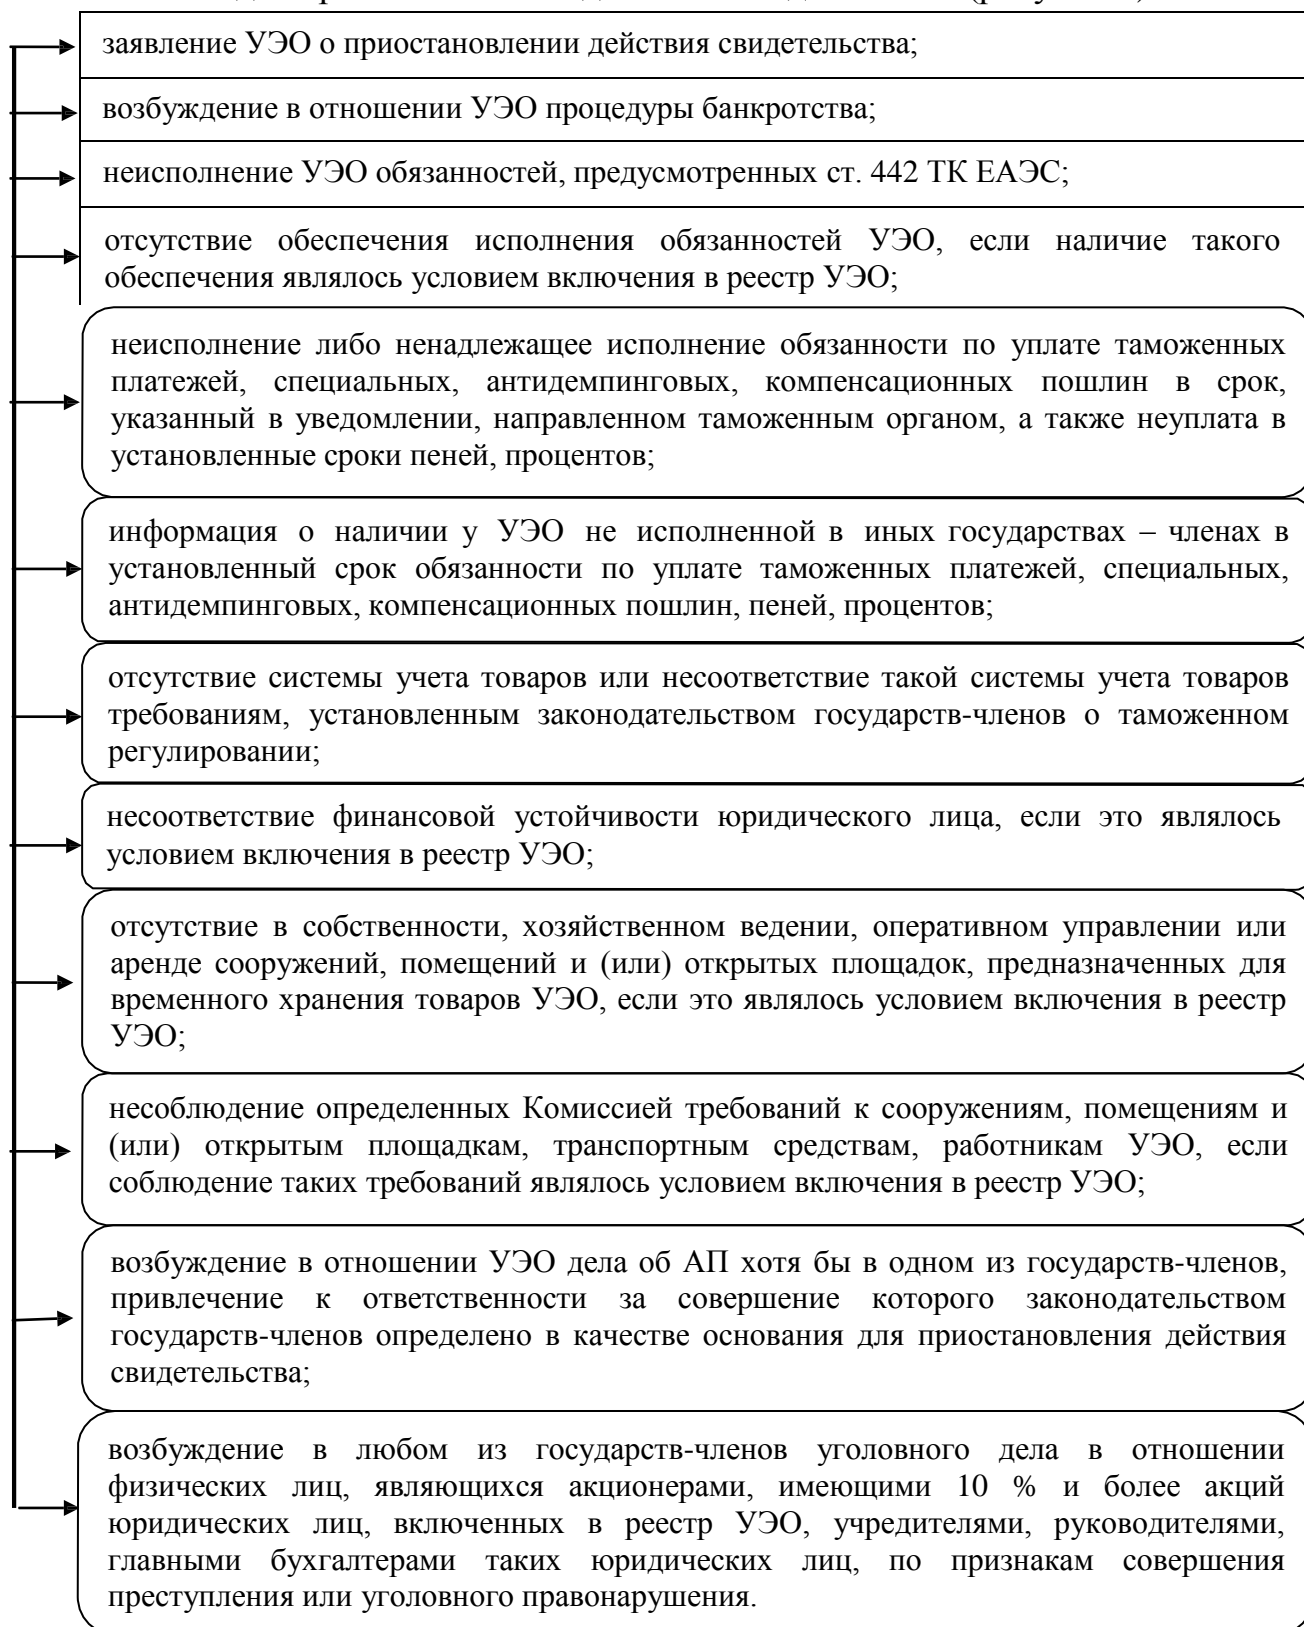 заявление УЭО о приостановлении действия свидетельства;
возбуждение в отношении УЭО процедуры банкротства;
неисполнение УЭО обязанностей, предусмотренных ст. 442 ТК ЕАЭС;
отсутствие обеспечения исполнения обязанностей УЭО, если наличие такого
обеспечения являлось условием включения в реестр УЭО;
неисполнение либо ненадлежащее исполнение обязанности по уплате таможенных
платежей, специальных, антидемпинговых, компенсационных пошлин в срок,
указанный в уведомлении, направленном таможенным органом, а также неуплата в
установленные сроки пеней, процентов;
информация о наличии у УЭО не исполненной в иных государствах – членах в
установленный срок обязанности по уплате таможенных платежей, специальных,
антидемпинговых, компенсационных пошлин, пеней, процентов;
отсутствие системы учета товаров или несоответствие такой системы учета товаров
требованиям, установленным законодательством государств-членов о таможенном
регулировании;
несоответствие финансовой устойчивости юридического лица, если это являлось
условием включения в реестр УЭО;
отсутствие в собственности, хозяйственном ведении, оперативном управлении или
аренде сооружений, помещений и (или) открытых площадок, предназначенных для
временного хранения товаров УЭО, если это являлось условием включения в реестр
УЭО;
несоблюдение определенных Комиссией требований к сооружениям, помещениям и
(или) открытым площадкам, транспортным средствам, работникам УЭО, если
соблюдение таких требований являлось условием включения в реестр УЭО;
возбуждение в отношении УЭО дела об АП хотя бы в одном из государств-членов,
привлечение к ответственности за совершение которого законодательством
государств-членов определено в качестве основания для приостановления действия
свидетельства;
возбуждение в любом из государств-членов уголовного дела в отношении
физических лиц, являющихся акционерами, имеющими 10 % и более акций
юридических лиц, включенных в реестр УЭО, учредителями, руководителями,
главными бухгалтерами таких юридических лиц, по признакам совершения
преступления или уголовного правонарушения.